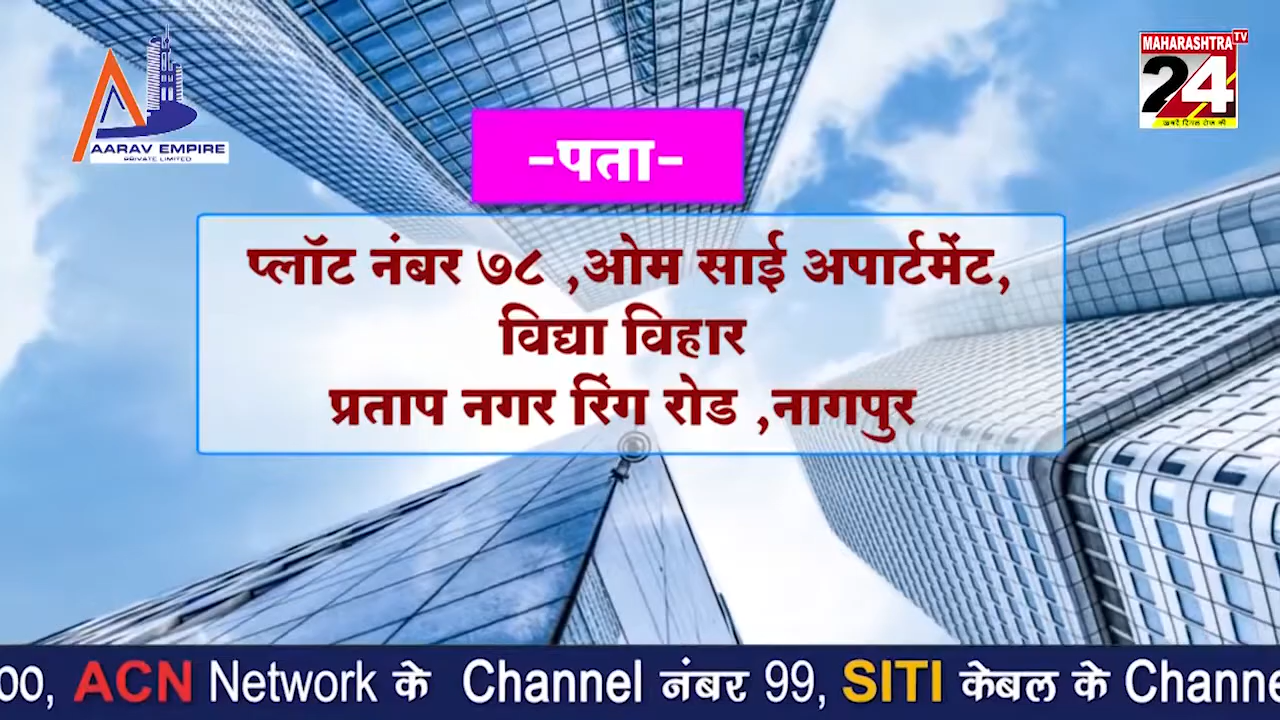 AARAV EMPIRE
PRIVATE LIMITED
MAHARASHTRA TV
24
खबरें सिर्फ देश की
-पता-
प्लॉट नंबर ७८ ,ओम साई अपार्टमेंट,
विद्या विहार
प्रताप नगर रिंग रोड ,नागपुर
00, ACN Network के Channel नंबर 99, SITI केबल के Channe